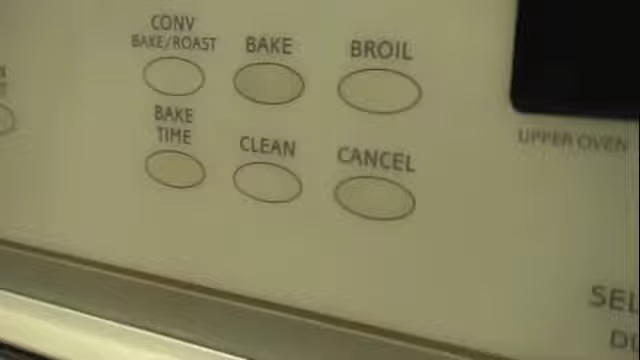 CONV
BAKE/ROAST
BAKE
BROIL
BAKE
TIME
CLEAN
CANCEL
UPPER OVEN